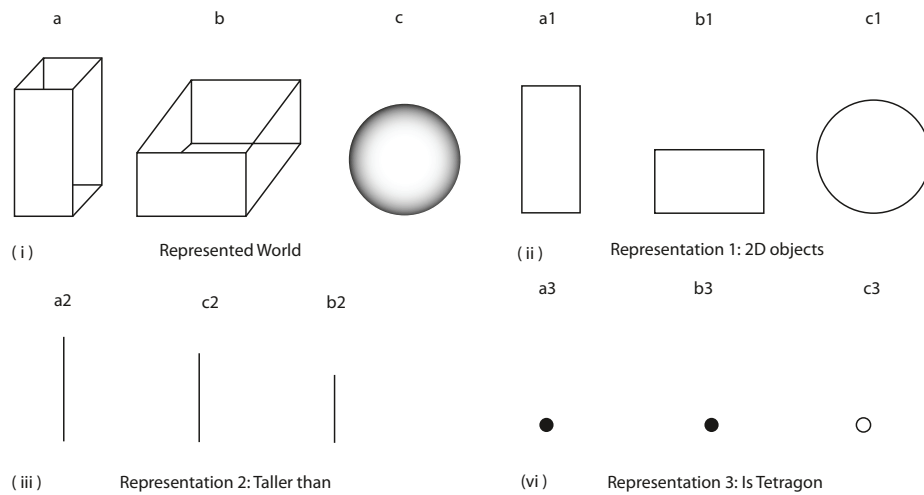 a b c a1 b1 c1
( i ) Represented World ( ii ) Representation 1: 2D objects
a2 c2 b2 a3 b3 c3
(iii ) Representation 2: Taller than (vi ) Representation 3: Is Tetragon